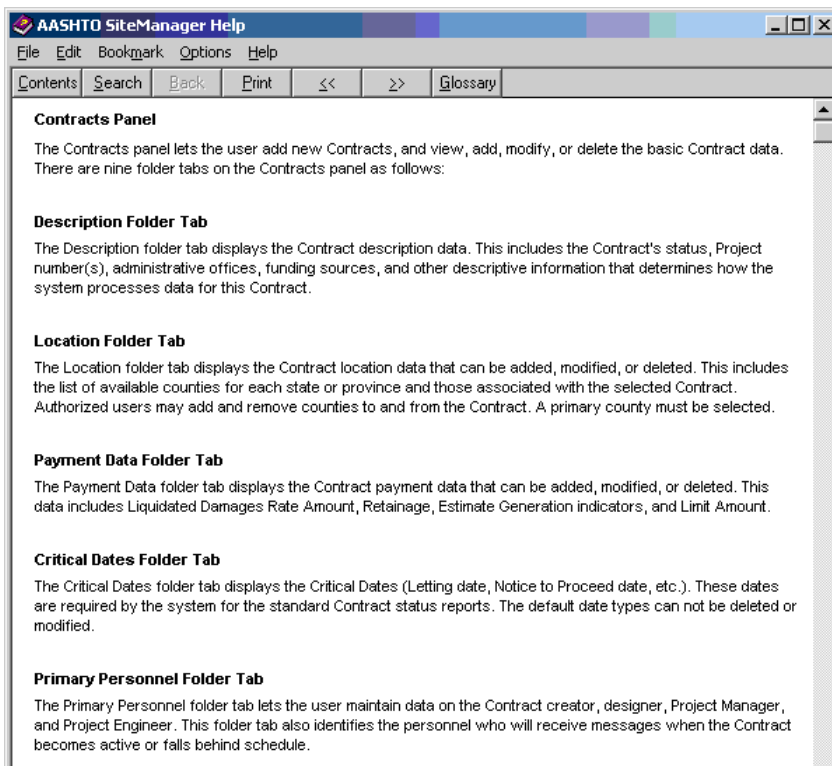 AASHTO SiteManager Help
File Edit Bookmark Options Help
Contents Search Back Print << >> Glossary
Contracts Panel
The Contracts panel lets the user add new Contracts, and view, add, modify, or delete the basic Contract data.
There are nine folder tabs on the Contracts panel as follows:
Description Folder Tab
The Description folder tab displays the Contract description data. This includes the Contract's status, Project
number(s), administrative offices, funding sources, and other descriptive information that determines how the
system processes data for this Contract.
Location Folder Tab
The Location folder tab displays the Contract location data that can be added, modified, or deleted. This includes
the list of available counties for each state or province and those associated with the selected Contract.
Authorized users may add and remove counties to and from the Contract. A primary county must be selected.
Payment Data Folder Tab
The Payment Data folder tab displays the Contract payment data that can be added, modified, or deleted. This
data includes Liquidated Damages Rate Amount, Retainage, Estimate Generation indicators, and Limit Amount.
Critical Dates Folder Tab
The Critical Dates folder tab displays the Critical Dates (Letting date, Notice to Proceed date, etc.). These dates
are required by the system for the standard Contract status reports. The default date types can not be deleted or
modified.
Primary Personnel Folder Tab
The Primary Personnel folder tab lets the user maintain data on the Contract creator, designer, Project Manager,
and Project Engineer. This folder tab also identifies the personnel who will receive messages when the Contract
becomes active or falls behind schedule.